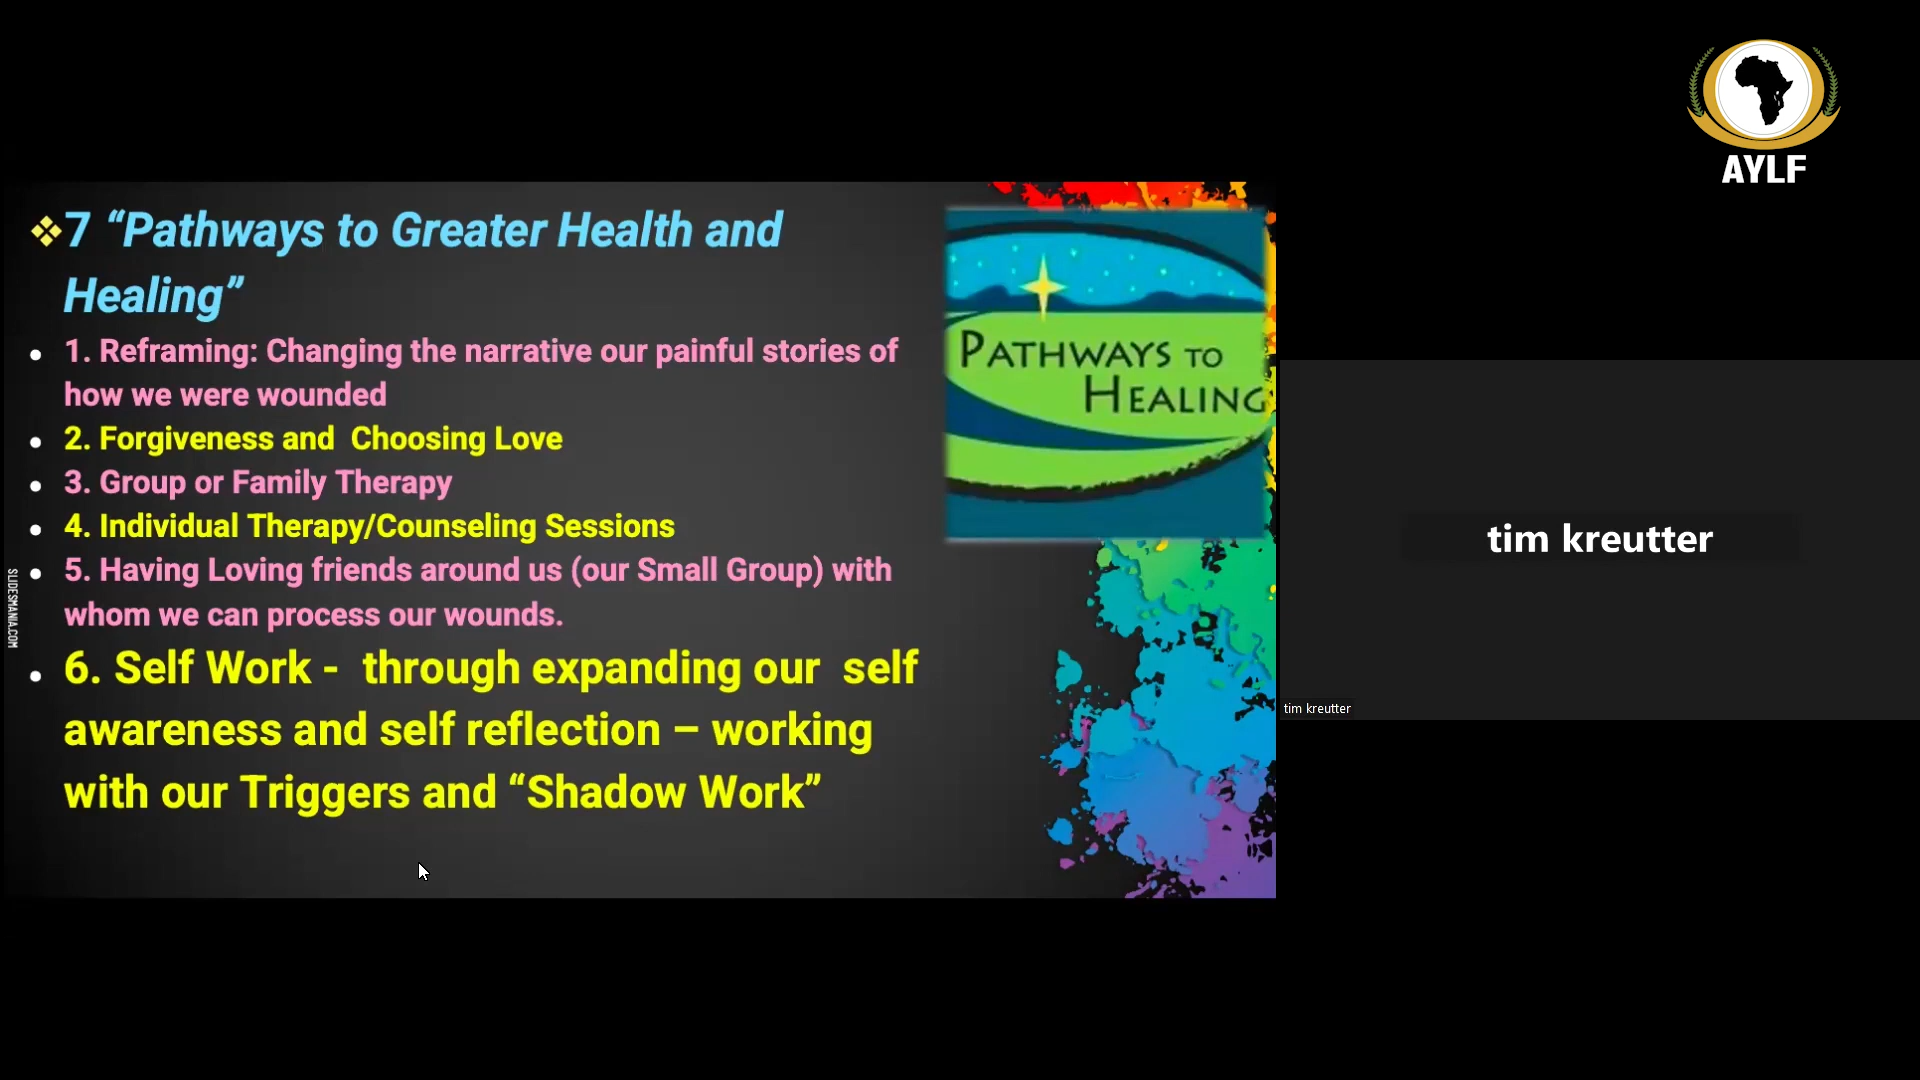 AYLF
7 “Pathways to Greater Health and
Healing”
1. Reframing: Changing the narrative our painful stories of
how we were wounded
2. Forgiveness and  Choosing Love
3. Group or Family Therapy
4. Individual Therapy/Counseling Sessions
5. Having Loving friends around us (our Small Group) with
whom we can process our wounds.
6. Self Work -  through expanding our  self
awareness and self reflection – working
with our Triggers and “Shadow Work”
PATHWAYS TO
HEALING
SLIDESMANIA.COM
tim kreutter
tim kreutter